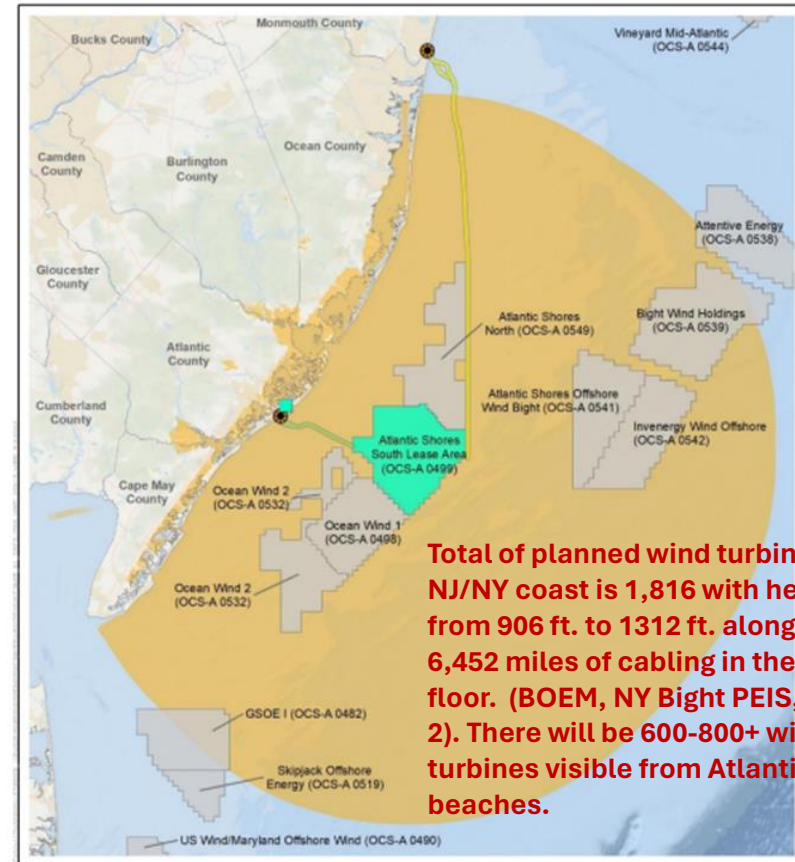 Monmouth County
Bucks County
Vineyard Mid-Atlantic
(OCS-A 0544)
Ocean County
Camden
County
Burlington
County
Attentive Energy
(OCS-A 0538)
Gloucester
County
Atlantic Shores
North (OCS-A 0549)
Bight Wind Holdings
(OCS-A 0539)
Atlantic
County
Atlantic Shores Offshore
Wind Bight (OCS-A 0541)
Cumberland
County
Invenergy Wind Offshore
(OCS-A 0542)
Atlantic Shores
South Lease Area
(OCS-A 0499)
Cape May
County
Ocean Wind 2
(OCS-A 0532)
Ocean Wind 1
(OCS-A 0498)
Ocean Wind 2
(OCS-A 0532)
Total of planned wind turbin
NJ/NY coast is 1,816 with he
from 906 ft. to 1312 ft. along
6,452 miles of cabling in the
floor. (BOEM, NY Bight PEIS,
2). There will be 600-800+ wi
turbines visible from Atlanti
beaches.
GSOE I (OCS-A 0482)
Skipjack Offshore
Energy (OCS-A 0519)
US Wind/Maryland Offshore Wind (OCS-A 0490)